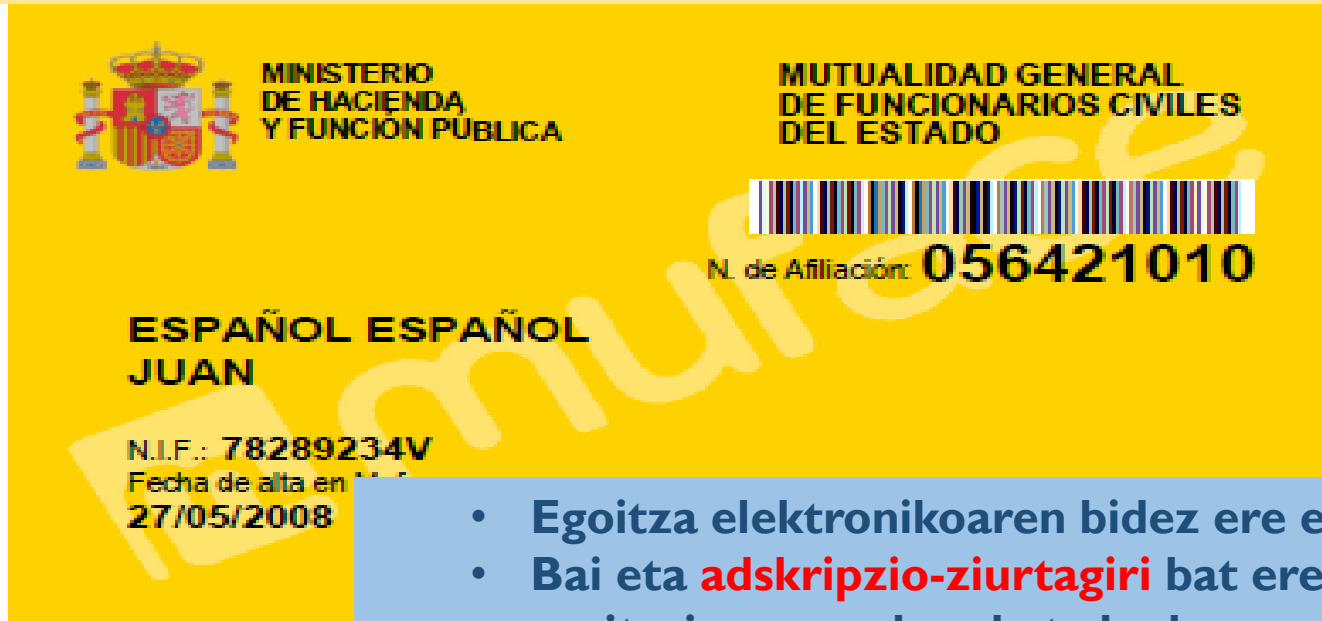 MINISTERIO
DE HACIENDA
Y FUNCIÓN PÚBLICA
MUTUALIDAD GENERAL
DE FUNCIONARIOS CIVILES
DEL ESTADO
N. de Afiliación: 056421010
muface
ESPAÑOL ESPAÑOL
JUAN
N.I.F.: 78289234V
Fecha de alta en
27/05/2008
• Egoitza elektronikoaren bidez ere e
• Bai eta adskripzio-ziurtagiri bat ere